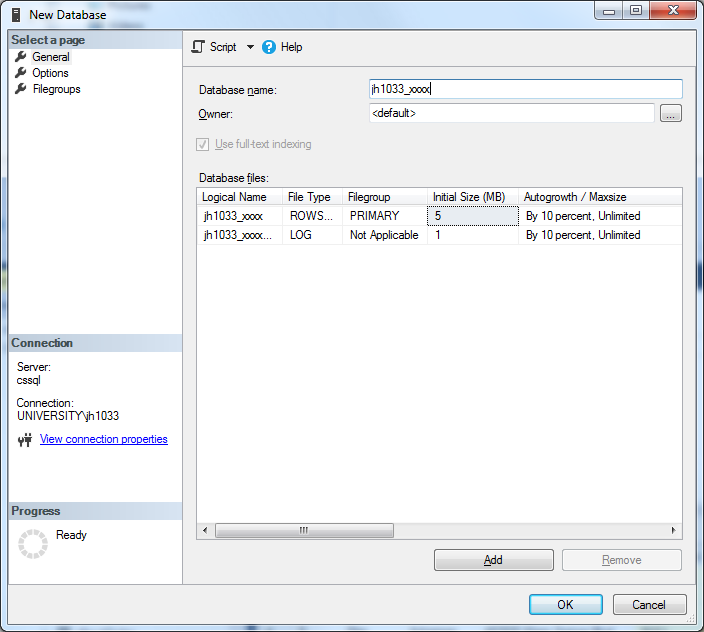 New Database
Select a page
General
Options
Filegroups
Script Help
Database name: jh1033_xxxx
Owner: <default> ...
Use full-text indexing
Database files:
Logical Name File Type Filegroup Initial Size (MB) Autogrowth / Maxsize
jh1033_xxxx ROWS... PRIMARY 5 By 10 percent, Unlimited
jh1033_xxxx... LOG Not Applicable 1 By 10 percent, Unlimited
Connection
Server:
cssql
Connection:
UNIVERSITY\jh1033
View connection properties
Progress
Ready
Add Remove
OK Cancel